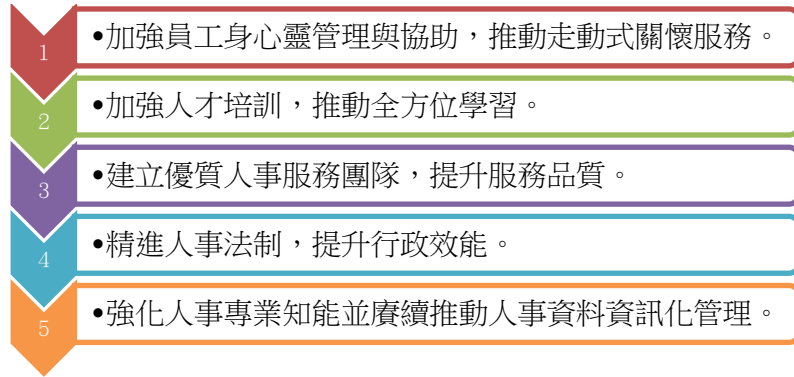 1 •加強員工身心靈管理與協助，推動走動式關懷服務。
2 •加強人才培訓，推動全方位學習。
3 •建立優質人事服務團隊，提升服務品質。
4 •精進人事法制，提升行政效能。
5 •強化人事專業知能並賡續推動人事資料資訊化管理。